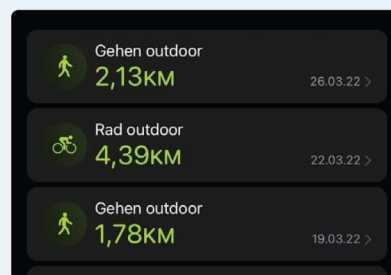 Gehen outdoor
2,13KM
26.03.22
Rad outdoor
4,39KM
22.03.22
Gehen outdoor
1,78KM
19.03.22